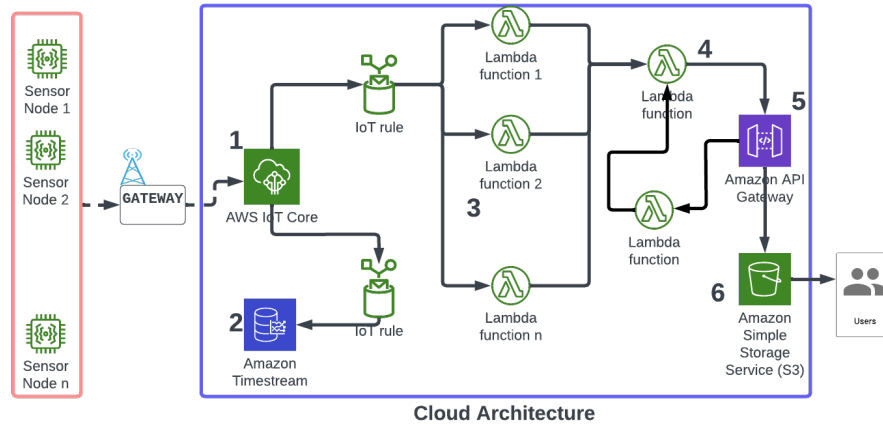 Sensor
Node 1
Sensor
Node 2
Sensor
Node n
GATEWAY
1
AWS IoT Core
IoT rule
IoT rule
2
Amazon
Timestream
Lambda
function 1
Lambda
function 2
3
Lambda
function n
4
Lambda
function
Lambda
function
5
Amazon API
Gateway
6
Amazon
Simple
Storage
Service (S3)
Users
Cloud Architecture